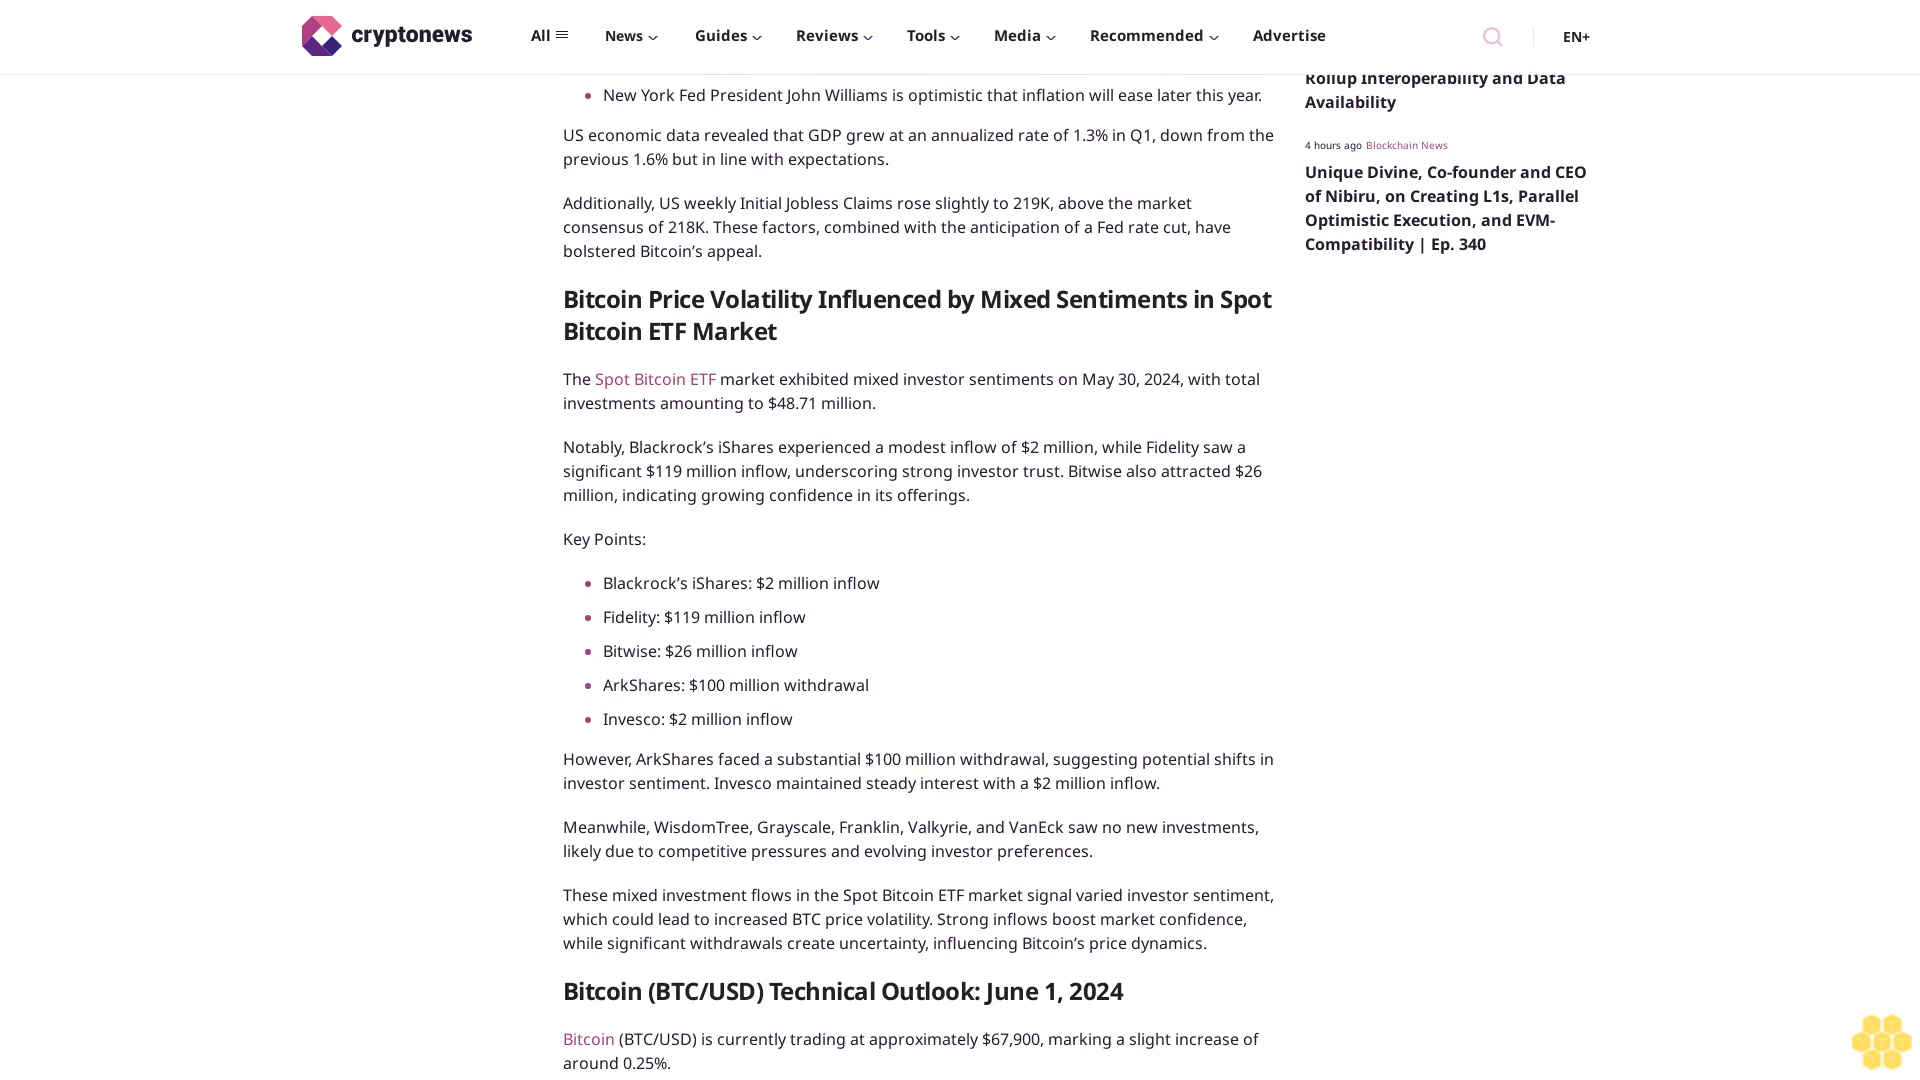 cryptonews
All
News
Guides
Reviews
Tools
Media
Recommended
Advertise
EN+
New York Fed President John Williams is optimistic that inflation will ease later this year.
US economic data revealed that GDP grew at an annualized rate of 1.3% in Q1, down from the
previous 1.6% but in line with expectations.
Additionally, US weekly Initial Jobless Claims rose slightly to 219K, above the market
consensus of 218K. These factors, combined with the anticipation of a Fed rate cut, have
bolstered Bitcoin’s appeal.
Bitcoin Price Volatility Influenced by Mixed Sentiments in Spot
Bitcoin ETF Market
The Spot Bitcoin ETF market exhibited mixed investor sentiments on May 30, 2024, with total
investments amounting to $48.71 million.
Notably, Blackrock’s iShares experienced a modest inflow of $2 million, while Fidelity saw a
significant $119 million inflow, underscoring strong investor trust. Bitwise also attracted $26
million, indicating growing confidence in its offerings.
Key Points:
Blackrock’s iShares: $2 million inflow
Fidelity: $119 million inflow
Bitwise: $26 million inflow
ArkShares: $100 million withdrawal
Invesco: $2 million inflow
However, ArkShares faced a substantial $100 million withdrawal, suggesting potential shifts in
investor sentiment. Invesco maintained steady interest with a $2 million inflow.
Meanwhile, WisdomTree, Grayscale, Franklin, Valkyrie, and VanEck saw no new investments,
likely due to competitive pressures and evolving investor preferences.
These mixed investment flows in the Spot Bitcoin ETF market signal varied investor sentiment,
which could lead to increased BTC price volatility. Strong inflows boost market confidence,
while significant withdrawals create uncertainty, influencing Bitcoin’s price dynamics.
Bitcoin (BTC/USD) Technical Outlook: June 1, 2024
Bitcoin (BTC/USD) is currently trading at approximately $67,900, marking a slight increase of
around 0.25%.
Rollup Interoperability and Data
Availability
4 hours ago Blockchain News
Unique Divine, Co-founder and CEO
of Nibiru, on Creating L1s, Parallel
Optimistic Execution, and EVM-
Compatibility | Ep. 340